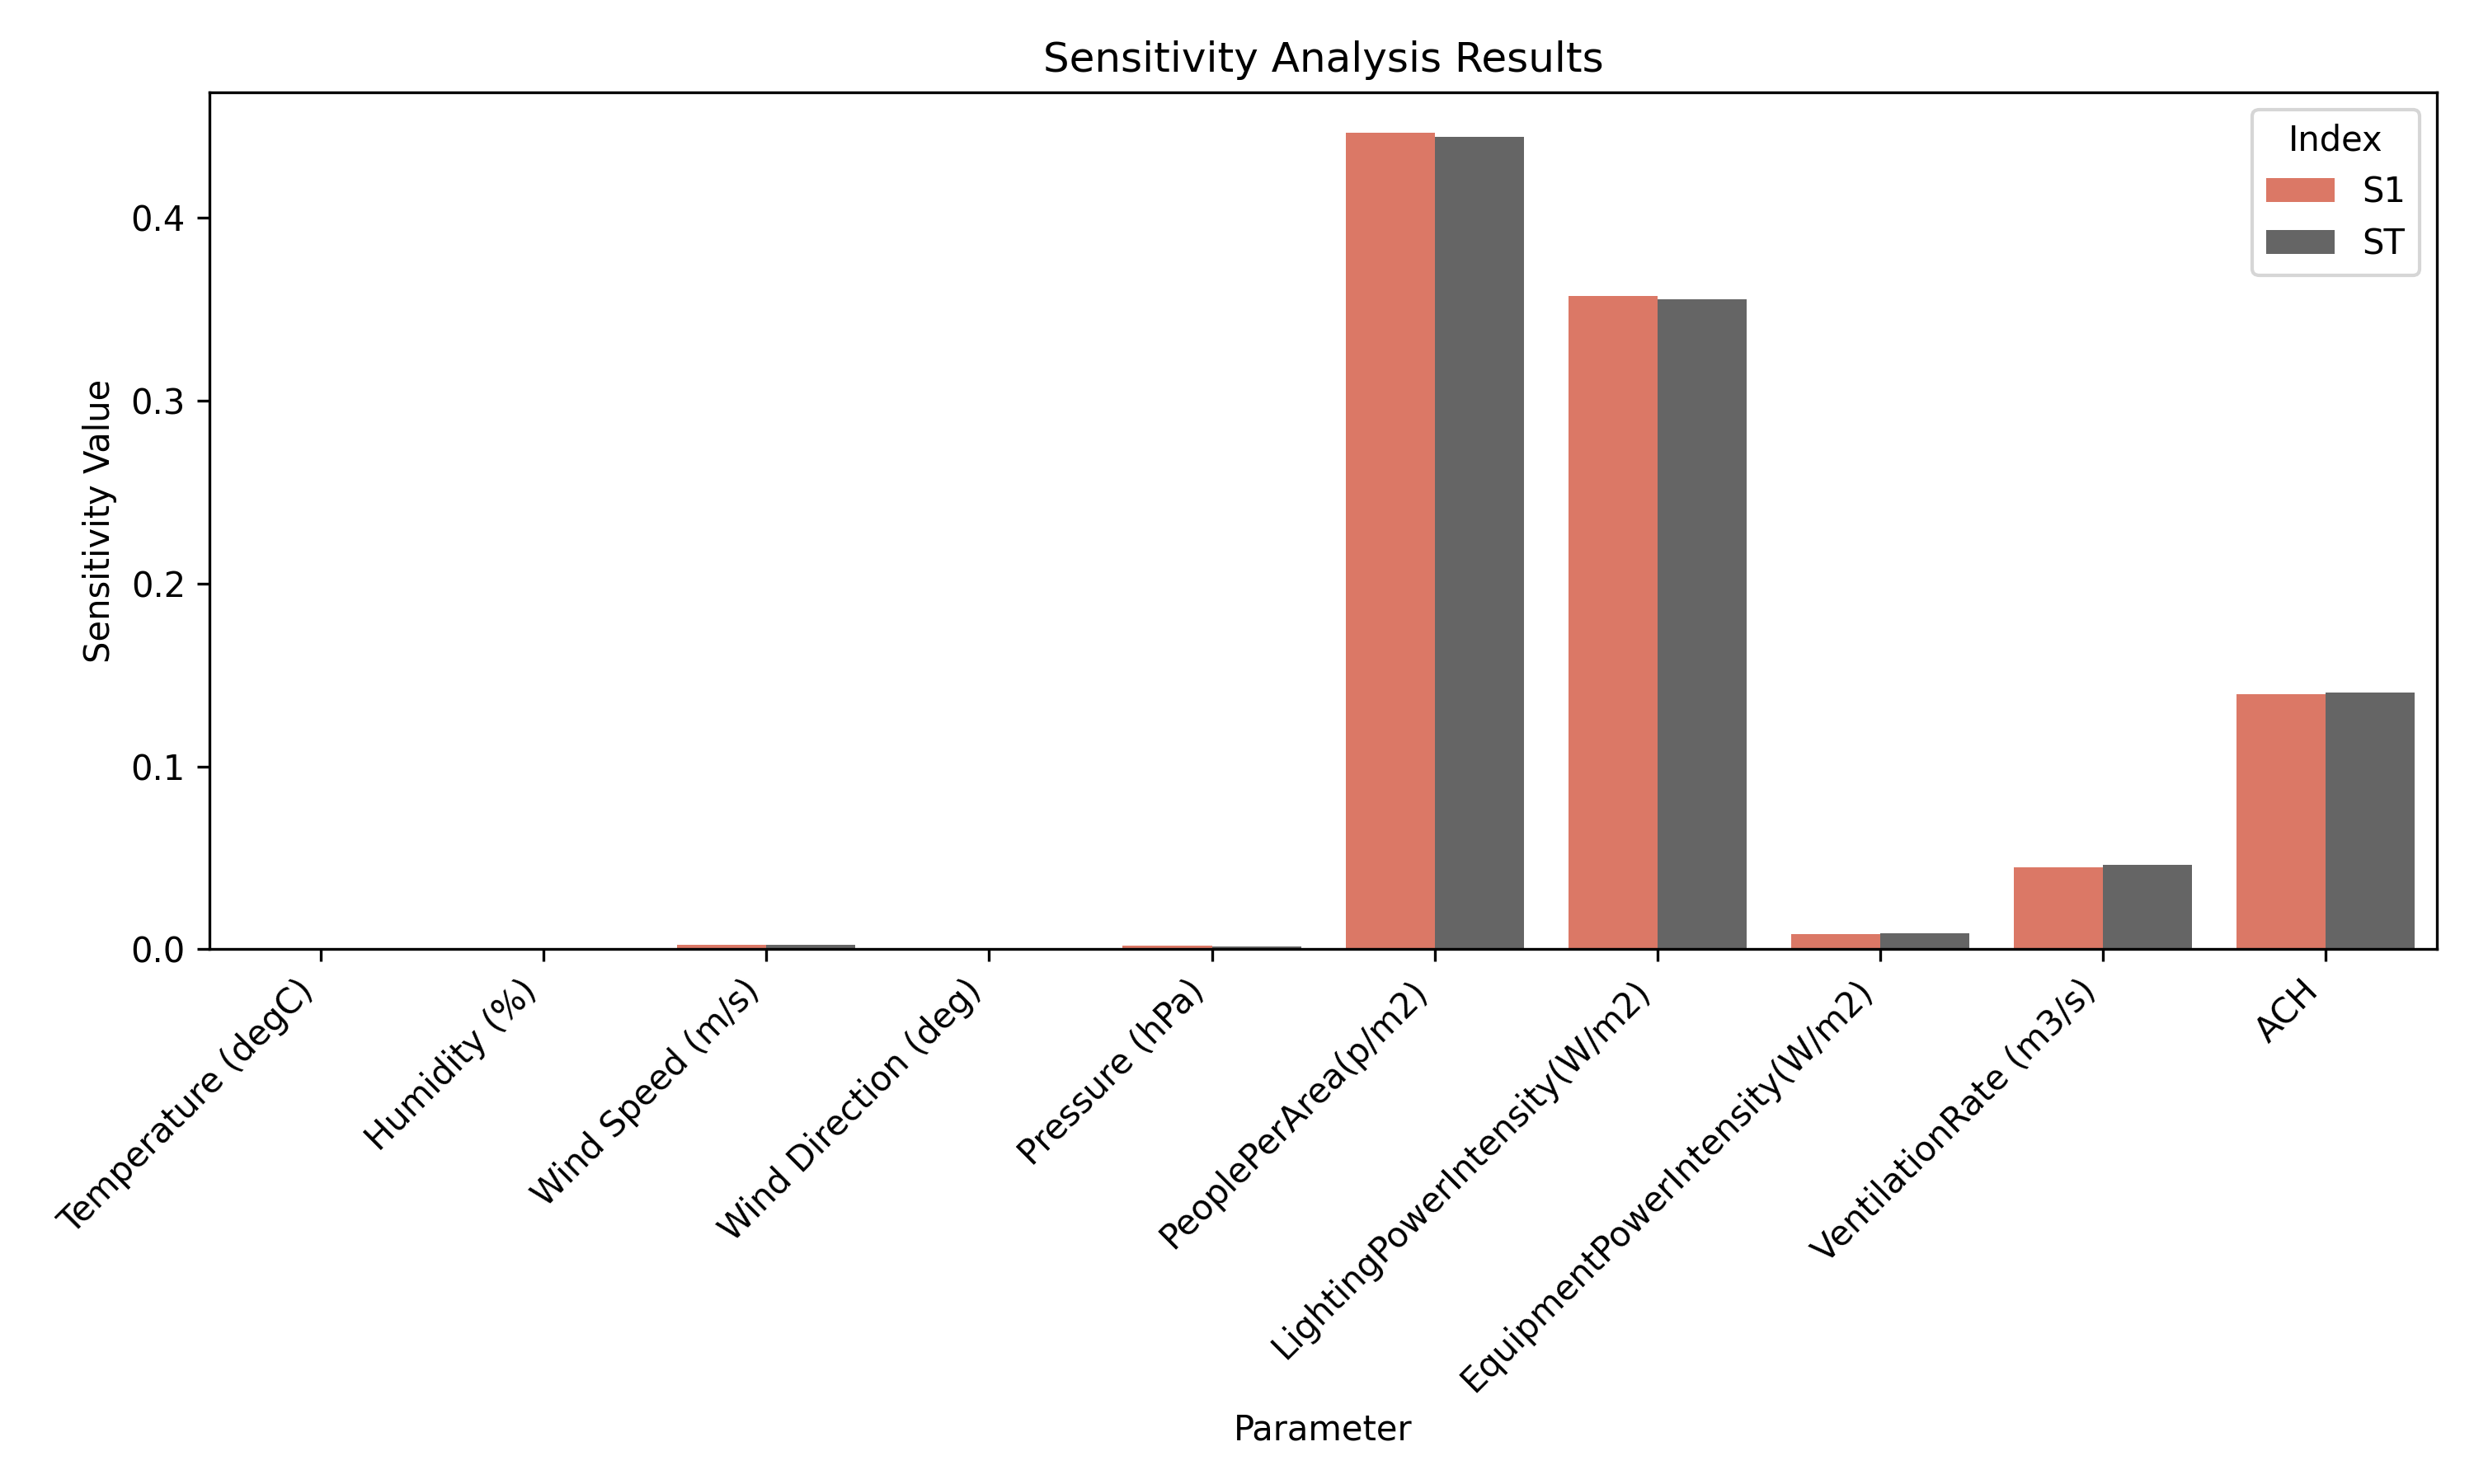 Sensitivity Analysis Results
Index
S1
ST
Sensitivity Value
0.4
0.3
0.2
0.1
0.0
Temperature (degC)
Humidity (%)
Wind Speed (m/s)
Wind Direction (deg)
Pressure (hPa)
PeoplePerArea(p/m2)
LightingPowerIntensity(W/m2)
EquipmentPowerIntensity(W/m2)
VentilationRate (m3/s)
ACH
Parameter